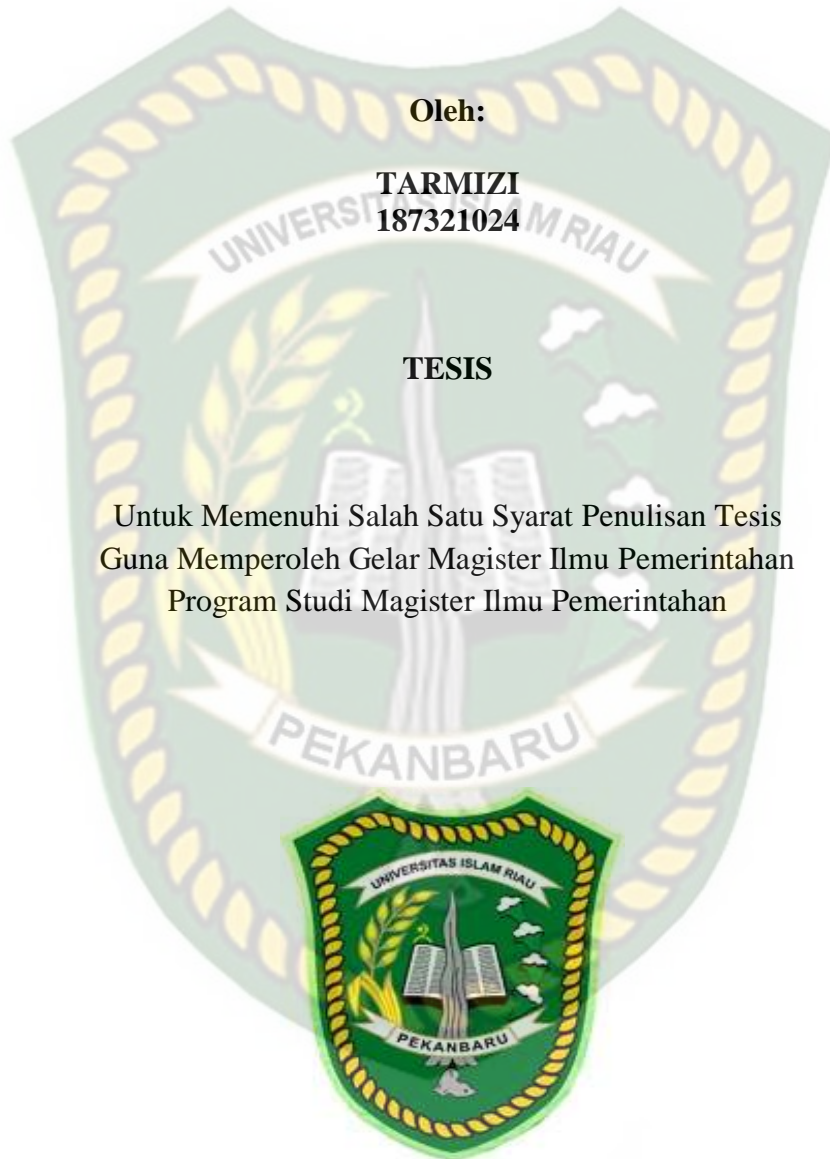 Oleh:
TARMIZI
187321024
UNIVERSITAS ISLAM RIAU
TESIS
Untuk Memenuhi Salah Satu Syarat Penulisan Tesis
Guna Memperoleh Gelar Magister Ilmu Pemerintahan
Program Studi Magister Ilmu Pemerintahan
PEKANBARU
UNIVERSITAS ISLAM RIAU
PEKANBARU